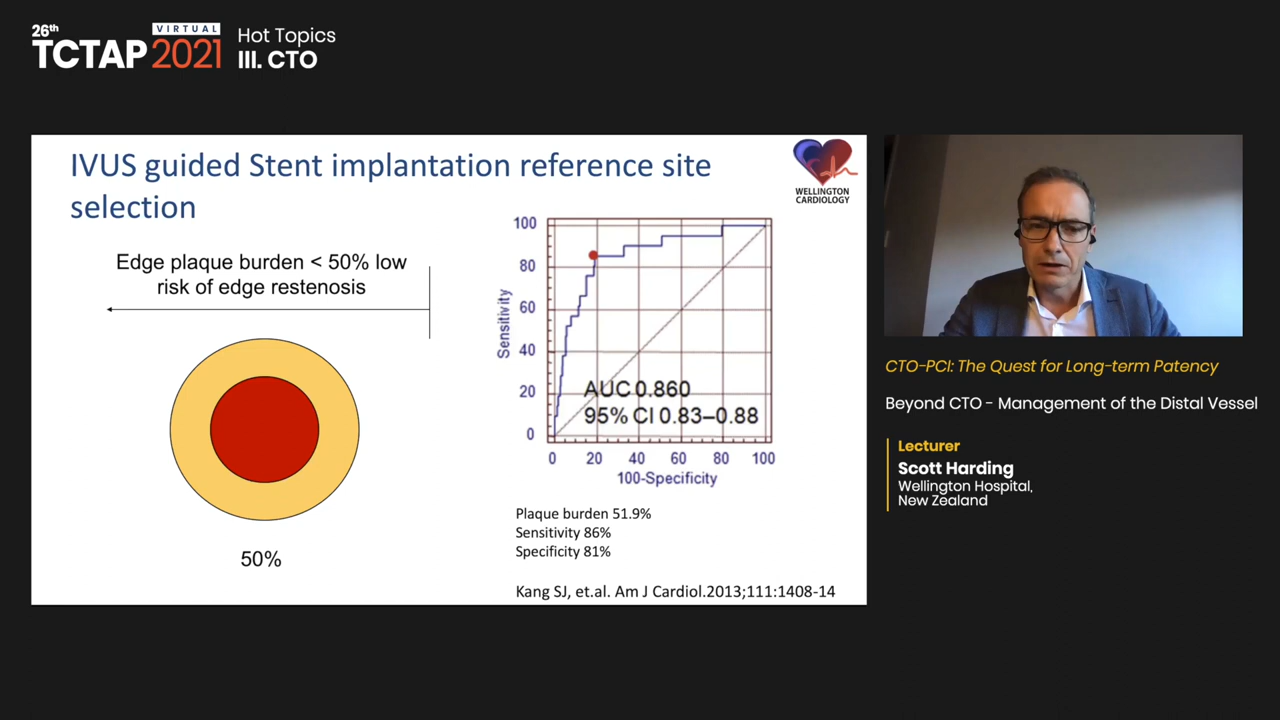 26th
VIRTUAL
TCTAP 2021
Hot Topics
III. CTO
IVUS guided Stent implantation reference site
selection
WELLINGTON
CARDIOLOGY
Edge plaque burden < 50% low
risk of edge restenosis
50%
100
80
60
40
20
0
Sensitivity
AUC 0.860
95% CI 0.83–0.88
0 20 40 60 80 100
100-Specificity
Plaque burden 51.9%
Sensitivity 86%
Specificity 81%
Kang SJ, et.al. Am J Cardiol.2013;111:1408-14
CTO-PCI: The Quest for Long-term Patency
Beyond CTO - Management of the Distal Vessel
Lecturer
Scott Harding
Wellington Hospital,
New Zealand